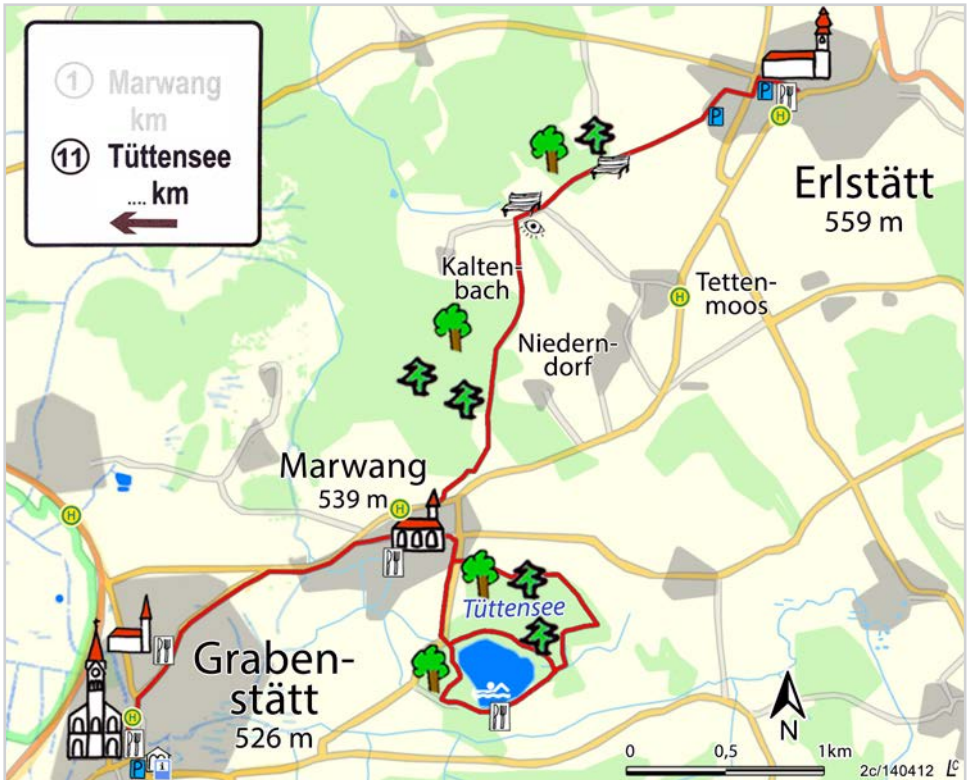 1 Marwang
km
11 Tüttensee
.... km
P
P
H
Erlstätt
559 m
Kalten-
bach
Tetten-
moos
H
Niedern-
dorf
Marwang
539 m
H
H
Tüttensee
Graben-
stätt
526 m
H
P
i
N
0 0,5 1km
2c/140412 LC